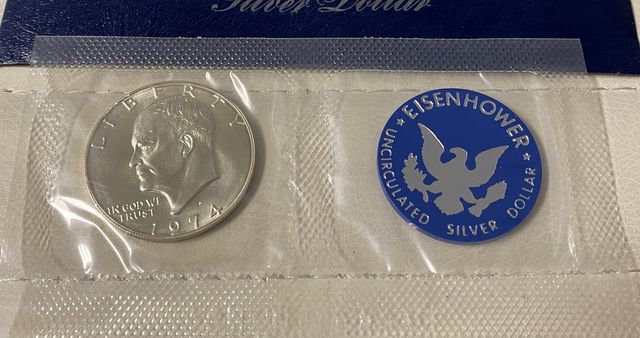 Silver Dollar
LIBERTY
IN GOD WE
TRUST
1974
EISENHOWER
UNCIRCULATED SILVER DOLLAR